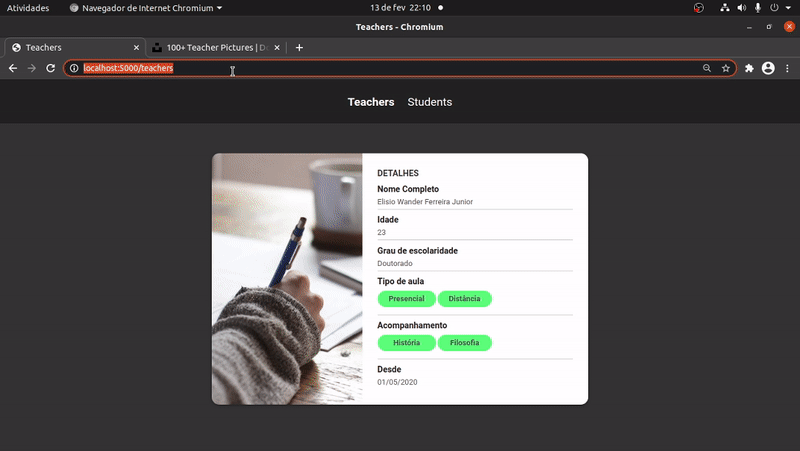 Atividades
Navegador de Internet Chromium
13 de fev 22:10
Teachers - Chromium
Teachers
100+ Teacher Pictures | Do
localhost:5000/teachers
Teachers Students
DETALHES
Nome Completo
Elisio Wander Ferreira Junior
Idade
23
Grau de escolaridade
Doutorado
Tipo de aula
Presencial Distância
Acompanhamento
História Filosofia
Desde
01/05/2020